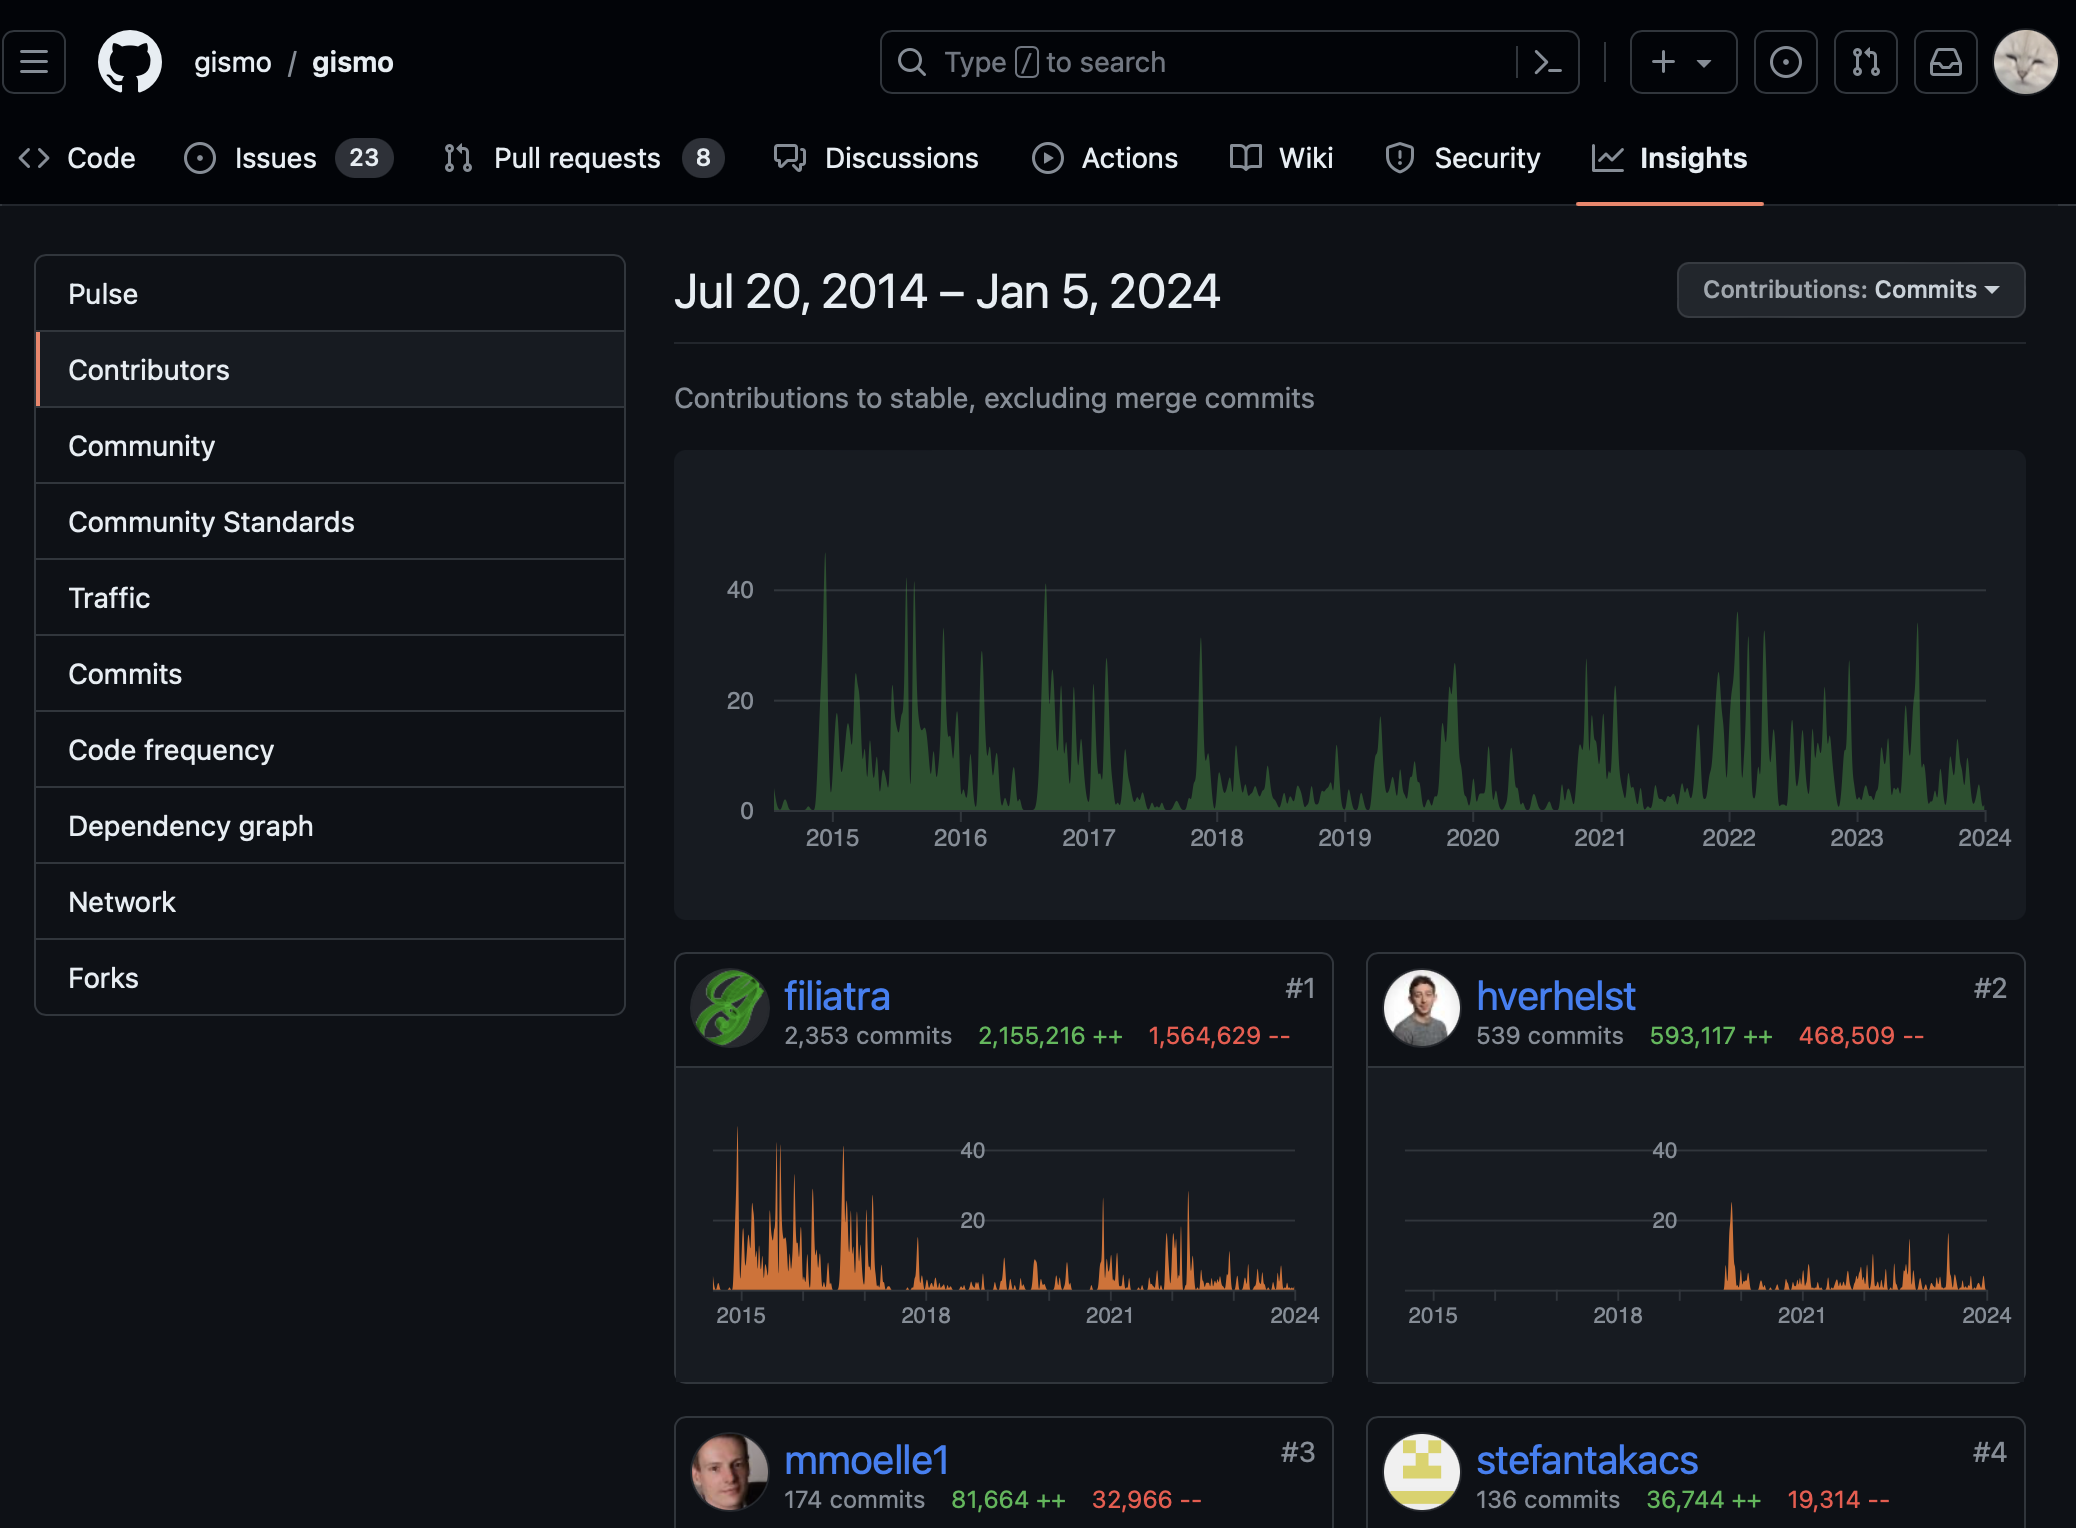 gismo / gismo
Type / to search
Code
Issues 23
Pull requests 8
Discussions
Actions
Wiki
Security
Insights
Pulse
Contributors
Community
Community Standards
Traffic
Commits
Code frequency
Dependency graph
Network
Forks
Jul 20, 2014 – Jan 5, 2024
Contributions: Commits
Contributions to stable, excluding merge commits
40
20
0
2015 2016 2017 2018 2019 2020 2021 2022 2023 2024
filiatra #1
2,353 commits 2,155,216 ++ 1,564,629 --
40
20
2015 2018 2021 2024
hverhelst #2
539 commits 593,117 ++ 468,509 --
40
20
2015 2018 2021 2024
mmoelle1 #3
174 commits 81,664 ++ 32,966 --
stefantakacs #4
136 commits 36,744 ++ 19,314 --